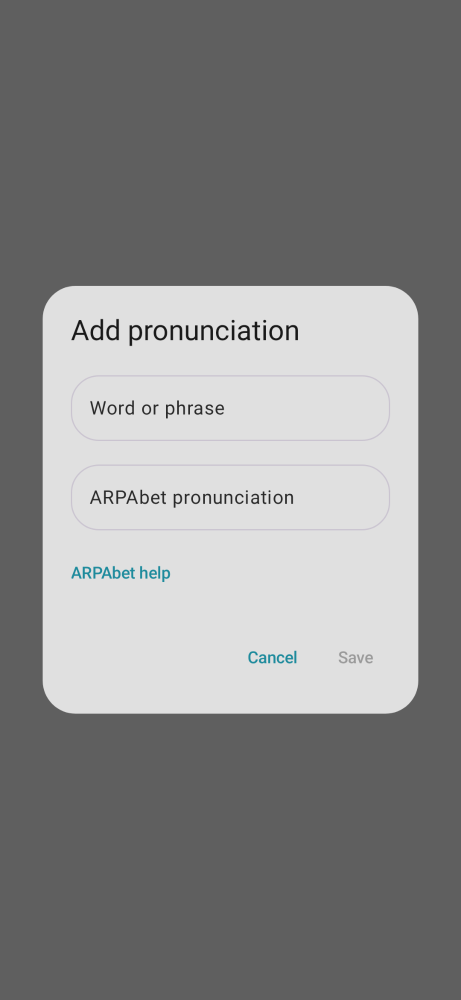 Add pronunciation
Word or phrase
ARPAbet pronunciation
ARPAbet help
Cancel Save